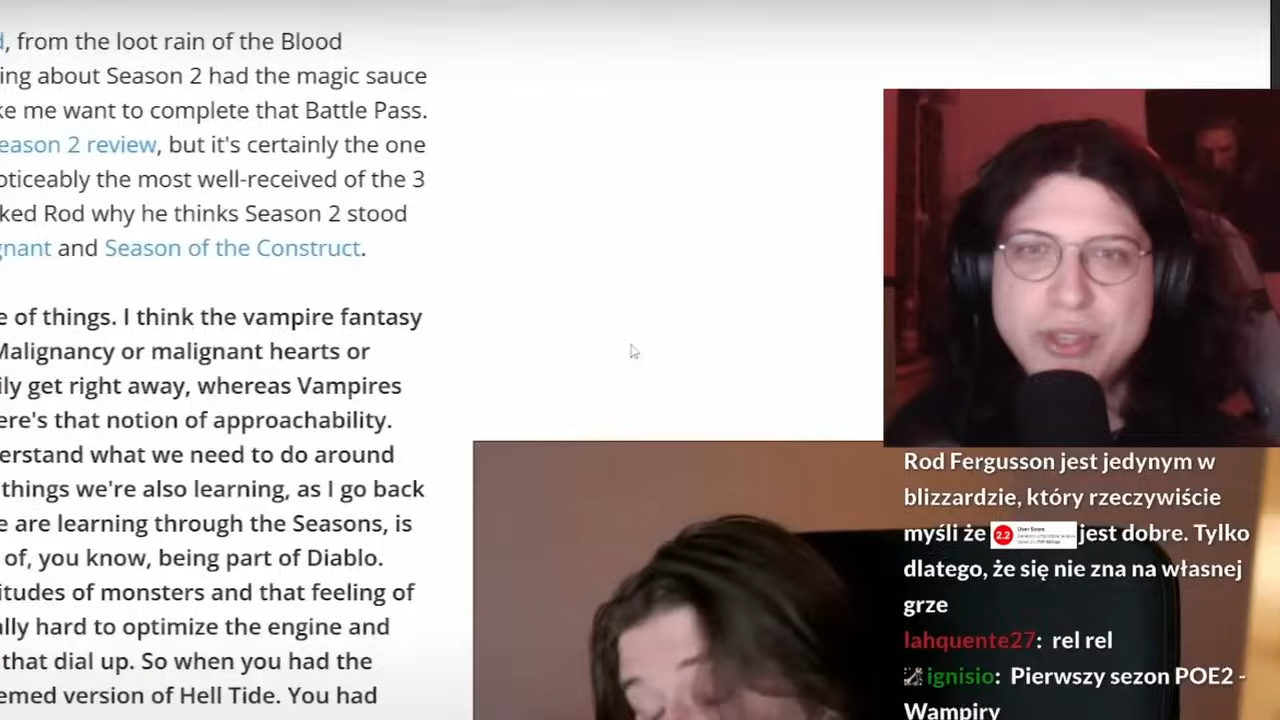 , from the loot rain of the Blood
ing about Season 2 had the magic sauce
ke me want to complete that Battle Pass.
eason 2 review, but it's certainly the one
oticeably the most well-received of the 3
ked Rod why he thinks Season 2 stood
gnant and Season of the Construct.
e of things. I think the vampire fantasy
Malignancy or malignant hearts or
ily get right away, whereas Vampires
ere's that notion of approachability.
erstand what we need to do around
things we're also learning, as I go back
e are learning through the Seasons, is
of, you know, being part of Diablo.
itudes of monsters and that feeling of
ally hard to optimize the engine and
that dial up. So when you had the
emed version of Hell Tide. You had
Rod Fergusson jest jedynym w
blizzardzie, który rzeczywiście
myśli że 2.2 User Score jest dobre. Tylko
dlatego, że się nie zna na własnej
grze
lahquente27: rel rel
ignisio: Pierwszy sezon POE2 -
Wampiry